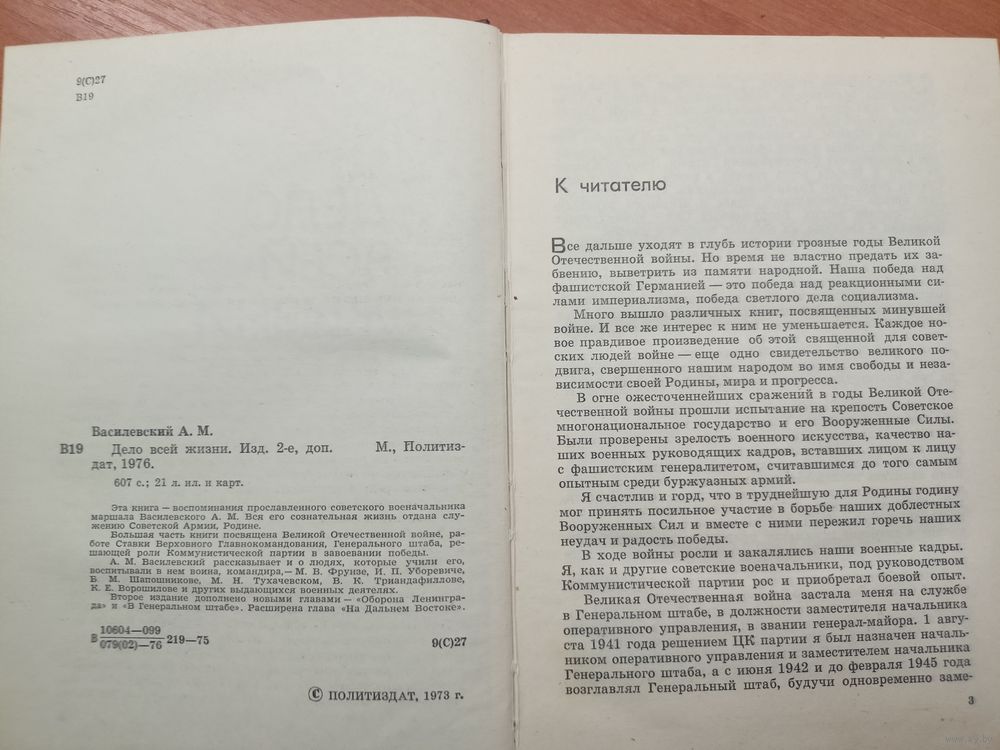 9(С)27
В19
Василевский А. М.
В19 Дело всей жизни. Изд. 2-е, доп. М., Политиз-
дат, 1976.
607 с.; 21 л. ил. и карт.
Эта книга — воспоминания прославленного советского военачальника
маршала Василевского А. М. Вся его сознательная жизнь отдана слу-
жению Советской Армии, Родине.
Большая часть книги посвящена Великой Отечественной войне, ра-
боте Ставки Верховного Главнокомандования, Генерального штаба, ре-
шающей роли Коммунистической партии в завоевании победы.
А. М. Василевский рассказывает и о людях, которые учили его,
воспитывали в нем воина, командира,— М. В. Фрунзе, И. П. Уборевиче,
Б. М. Шапошникове, М. Н. Тухачевском, В. К. Триандафиллове,
К. Е. Ворошилове и других выдающихся военных деятелях.
Второе издание дополнено новыми главами — «Оборона Ленингра-
да» и «В Генеральном штабе». Расширена глава «На Дальнем Востоке».
В 10604—099
079(02)—76 219—75 9(С)27
© ПОЛИТИЗДАТ, 1973 г.
К читателю
Все дальше уходят в глубь истории грозные годы Великой
Отечественной войны. Но время не властно предать их за-
бвению, выветрить из памяти народной. Наша победа над
фашистской Германией — это победа над реакционными си-
лами империализма, победа светлого дела социализма.
Много вышло различных книг, посвященных минувшей
войне. И все же интерес к ним не уменьшается. Каждое но-
вое правдивое произведение об этой священной для совет-
ских людей войне — еще одно свидетельство великого по-
двига, свершенного нашим народом во имя свободы и неза-
висимости своей Родины, мира и прогресса.
В огне ожесточеннейших сражений в годы Великой Оте-
чественной войны прошли испытание на крепость Советское
многонациональное государство и его Вооруженные Силы.
Были проверены зрелость военного искусства, качество на-
ших военных руководящих кадров, вставших лицом к лицу
с фашистским генералитетом, считавшимся до того самым
опытным среди буржуазных армий.
Я счастлив и горд, что в труднейшую для Родины годину
мог принять посильное участие в борьбе наших доблестных
Вооруженных Сил и вместе с ними пережил горечь наших
неудач и радость победы.
В ходе войны росли и закалялись наши военные кадры.
Я, как и другие советские военачальники, под руководством
Коммунистической партии рос и приобретал боевой опыт.
Великая Отечественная война застала меня на службе
в Генеральном штабе, в должности заместителя начальника
оперативного управления, в звании генерал-майора. 1 авгу-
ста 1941 года решением ЦК партии я был назначен началь-
ником оперативного управления и заместителем начальника
Генерального штаба, а с июня 1942 и до февраля 1945 года
возглавлял Генеральный штаб, будучи одновременно заме-
3
www.ay.by